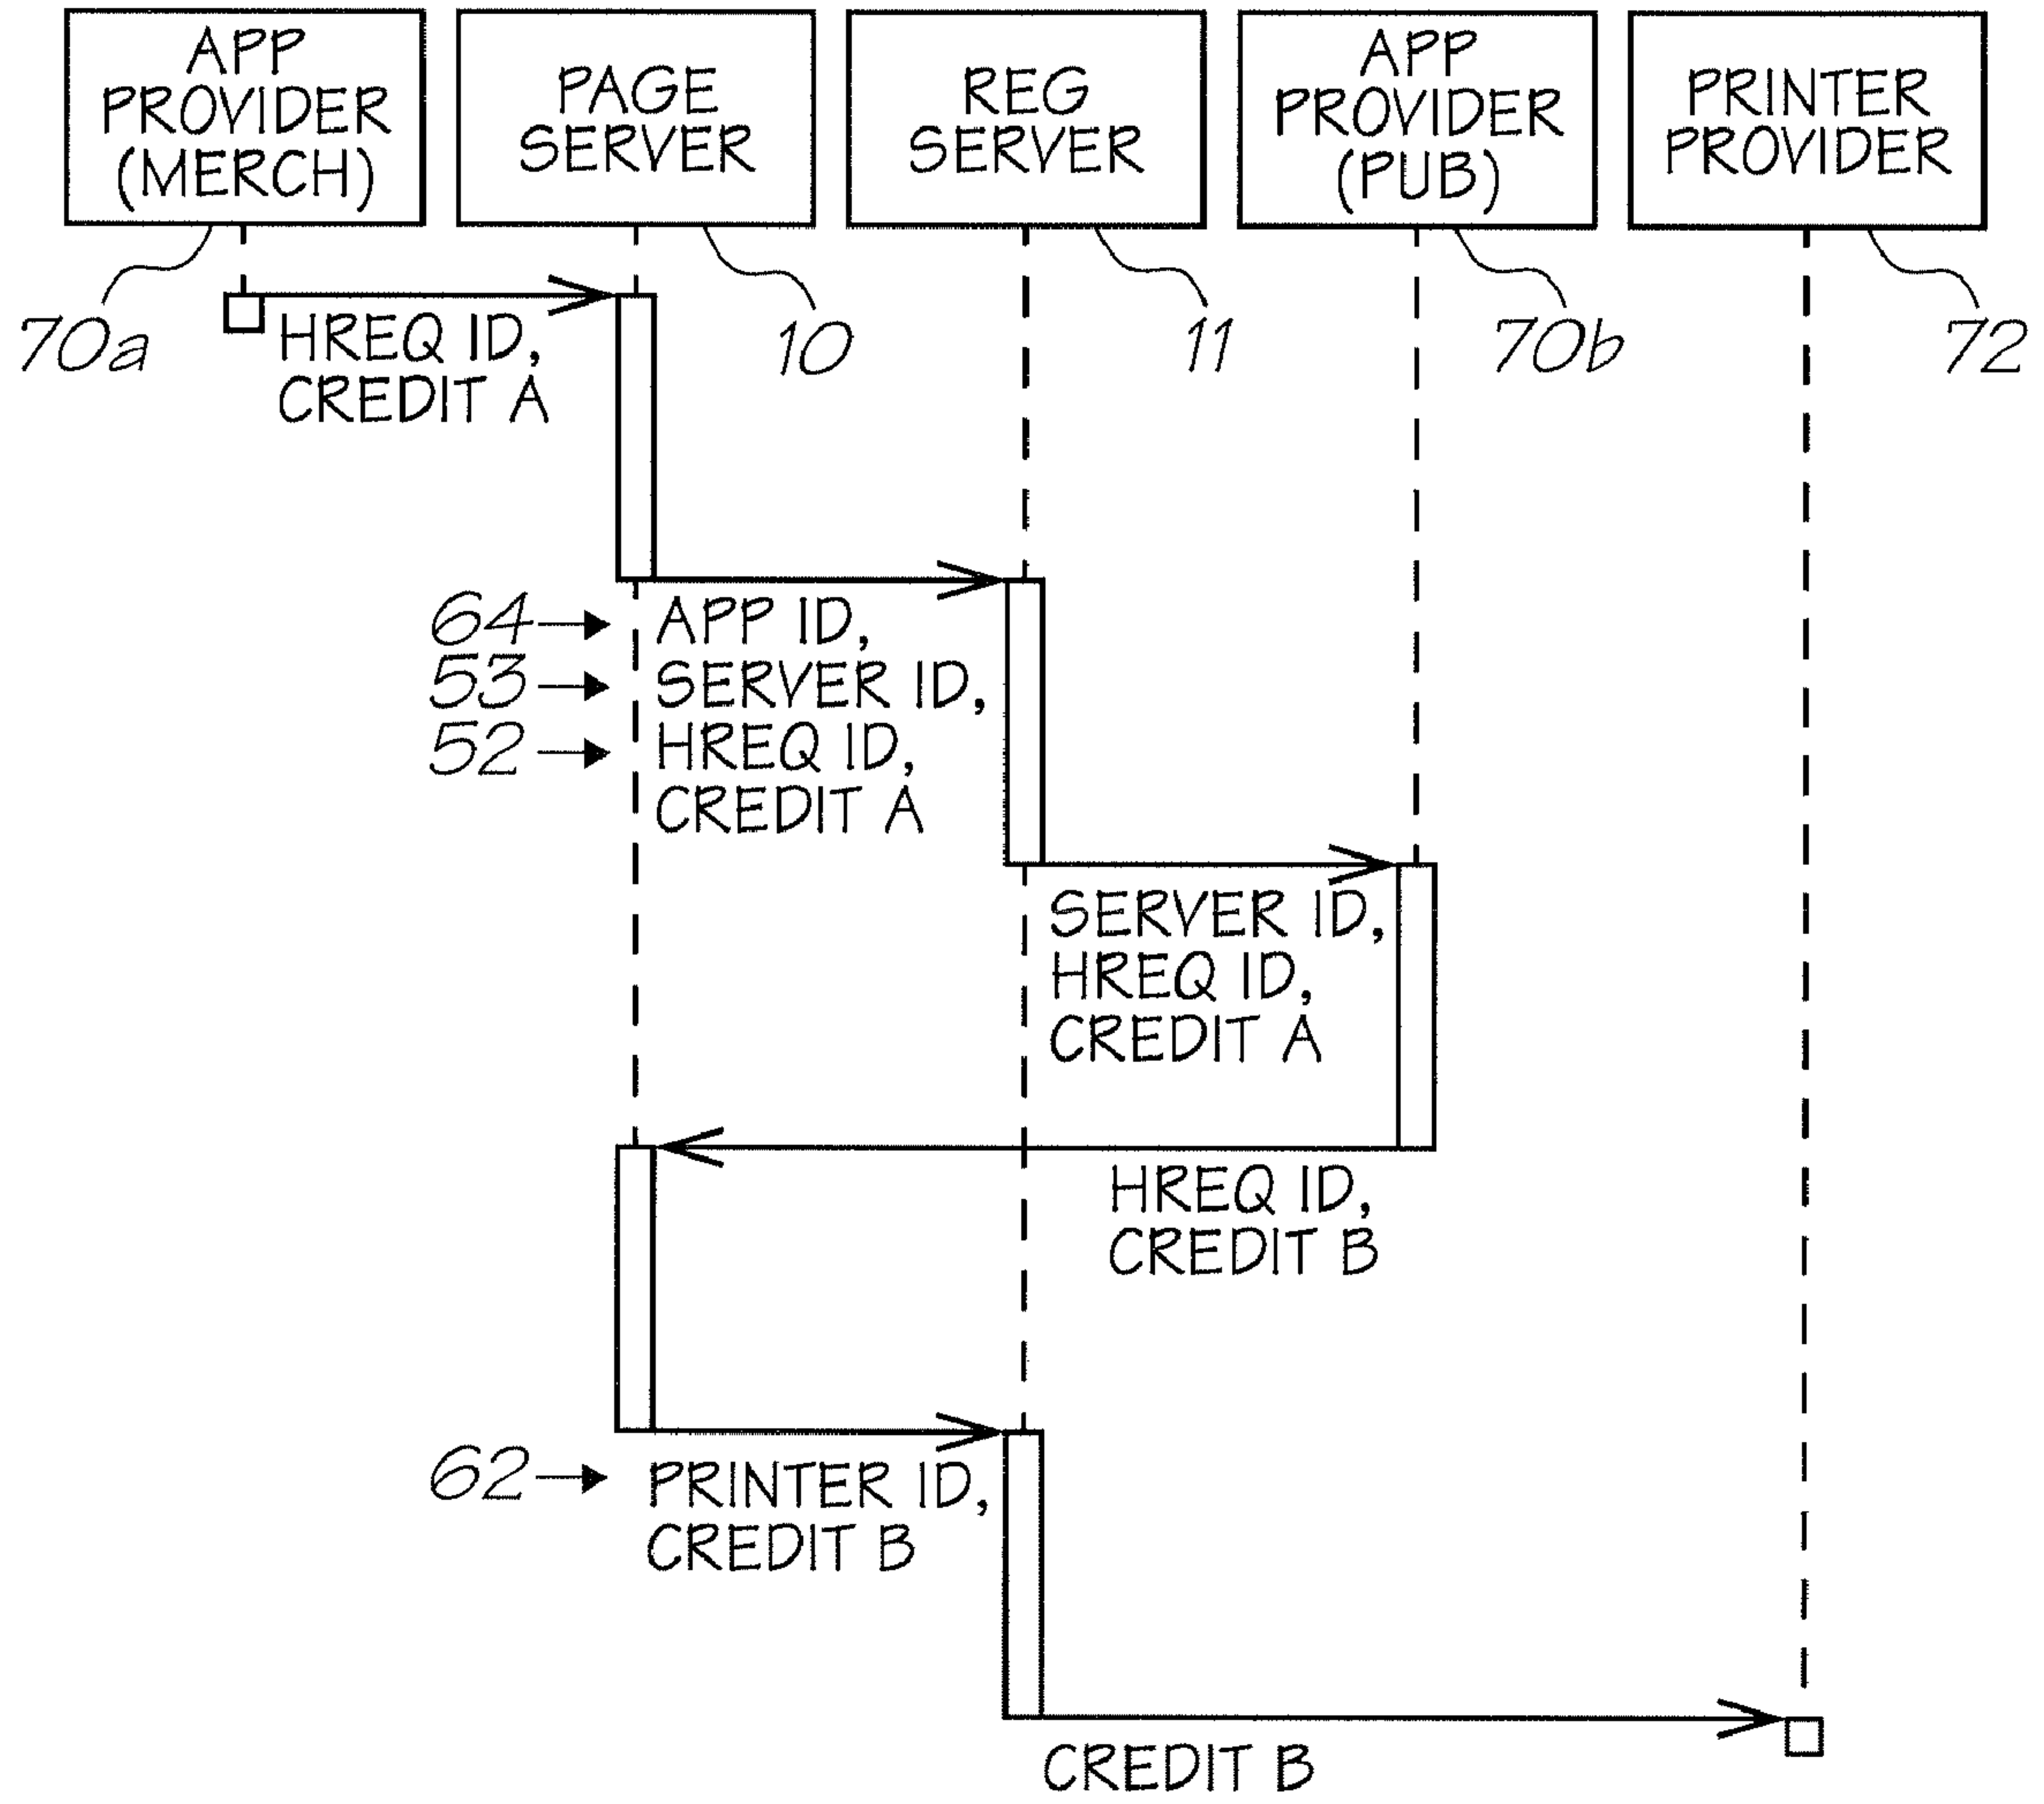 APP
PROVIDER
(MERCH)
PAGE
SERVER
REG
SERVER
APP
PROVIDER
(PUB)
PRINTER
PROVIDER
70a
10
11
70b
72
HREQ ID,
CREDIT A
64
APP ID,
53
SERVER ID,
52
HREQ ID,
CREDIT A
SERVER ID,
HREQ ID,
CREDIT A
HREQ ID,
CREDIT B
62
PRINTER ID,
CREDIT B
CREDIT B